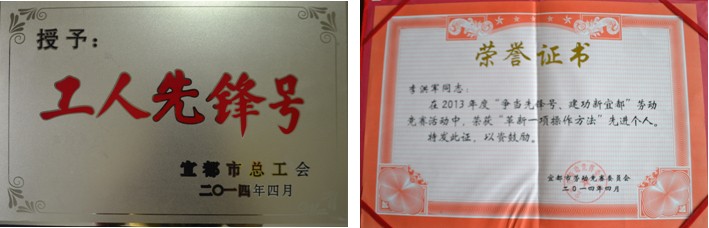 授予：
工人先锋号
宜都市总工会
二〇一四年四月
荣誉证书
李洪军同志：
在2013年度“争当先锋号、建功新宜都”劳动
竞赛活动中，荣获“革新一项操作方法”先进个人。
特发此证，以资鼓励。
宜都市劳动竞赛委员会
二〇一四年四月